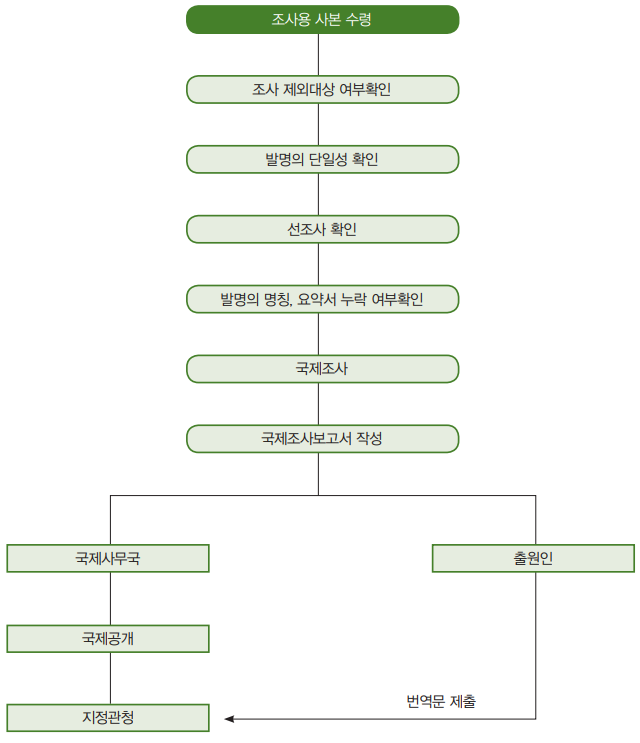 조사용 사본 수령
조사 제외대상 여부확인
발명의 단일성 확인
선조사 확인
발명의 명칭, 요약서 누락 여부확인
국제조사
국제조사보고서 작성
국제사무국
출원인
국제공개
번역문 제출
지정관청